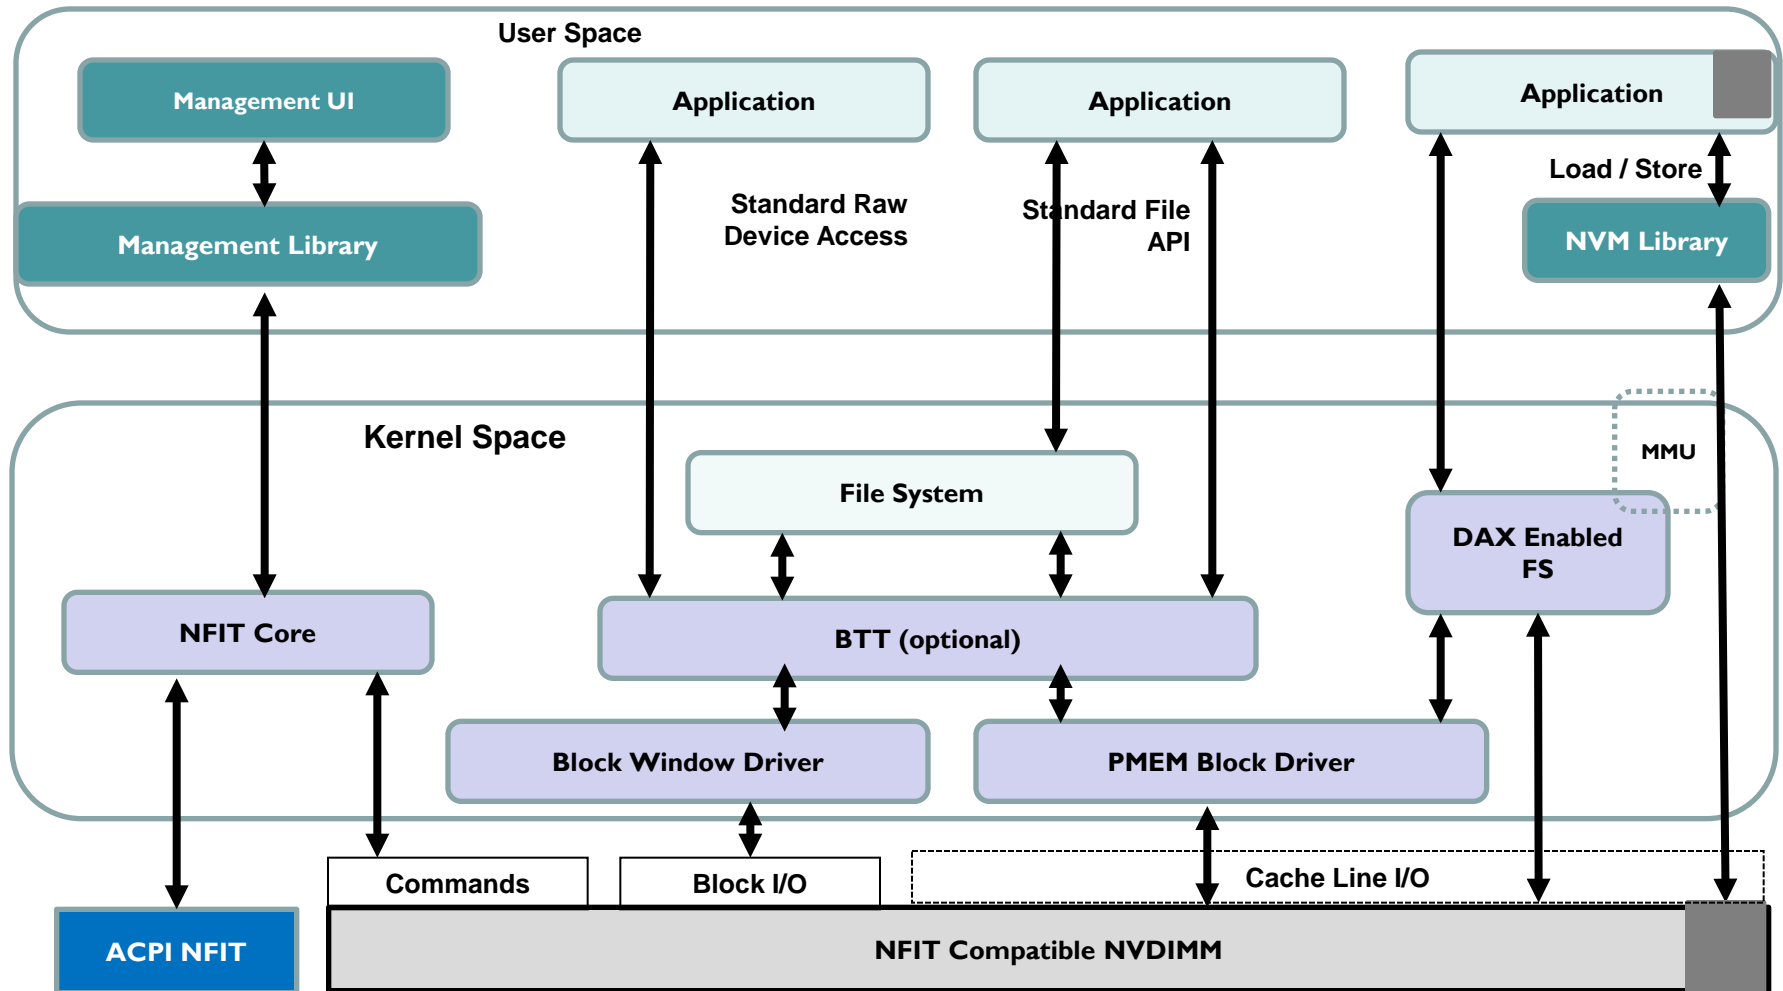 User Space
Management UI
Application
Application
Application
Load / Store
Standard Raw
Device Access
Standard File
API
Management Library
NVM Library
Kernel Space
MMU
File System
DAX Enabled
FS
NFIT Core
BTT (optional)
Block Window Driver
PMEM Block Driver
Commands
Block I/O
Cache Line I/O
ACPI NFIT
NFIT Compatible NVDIMM